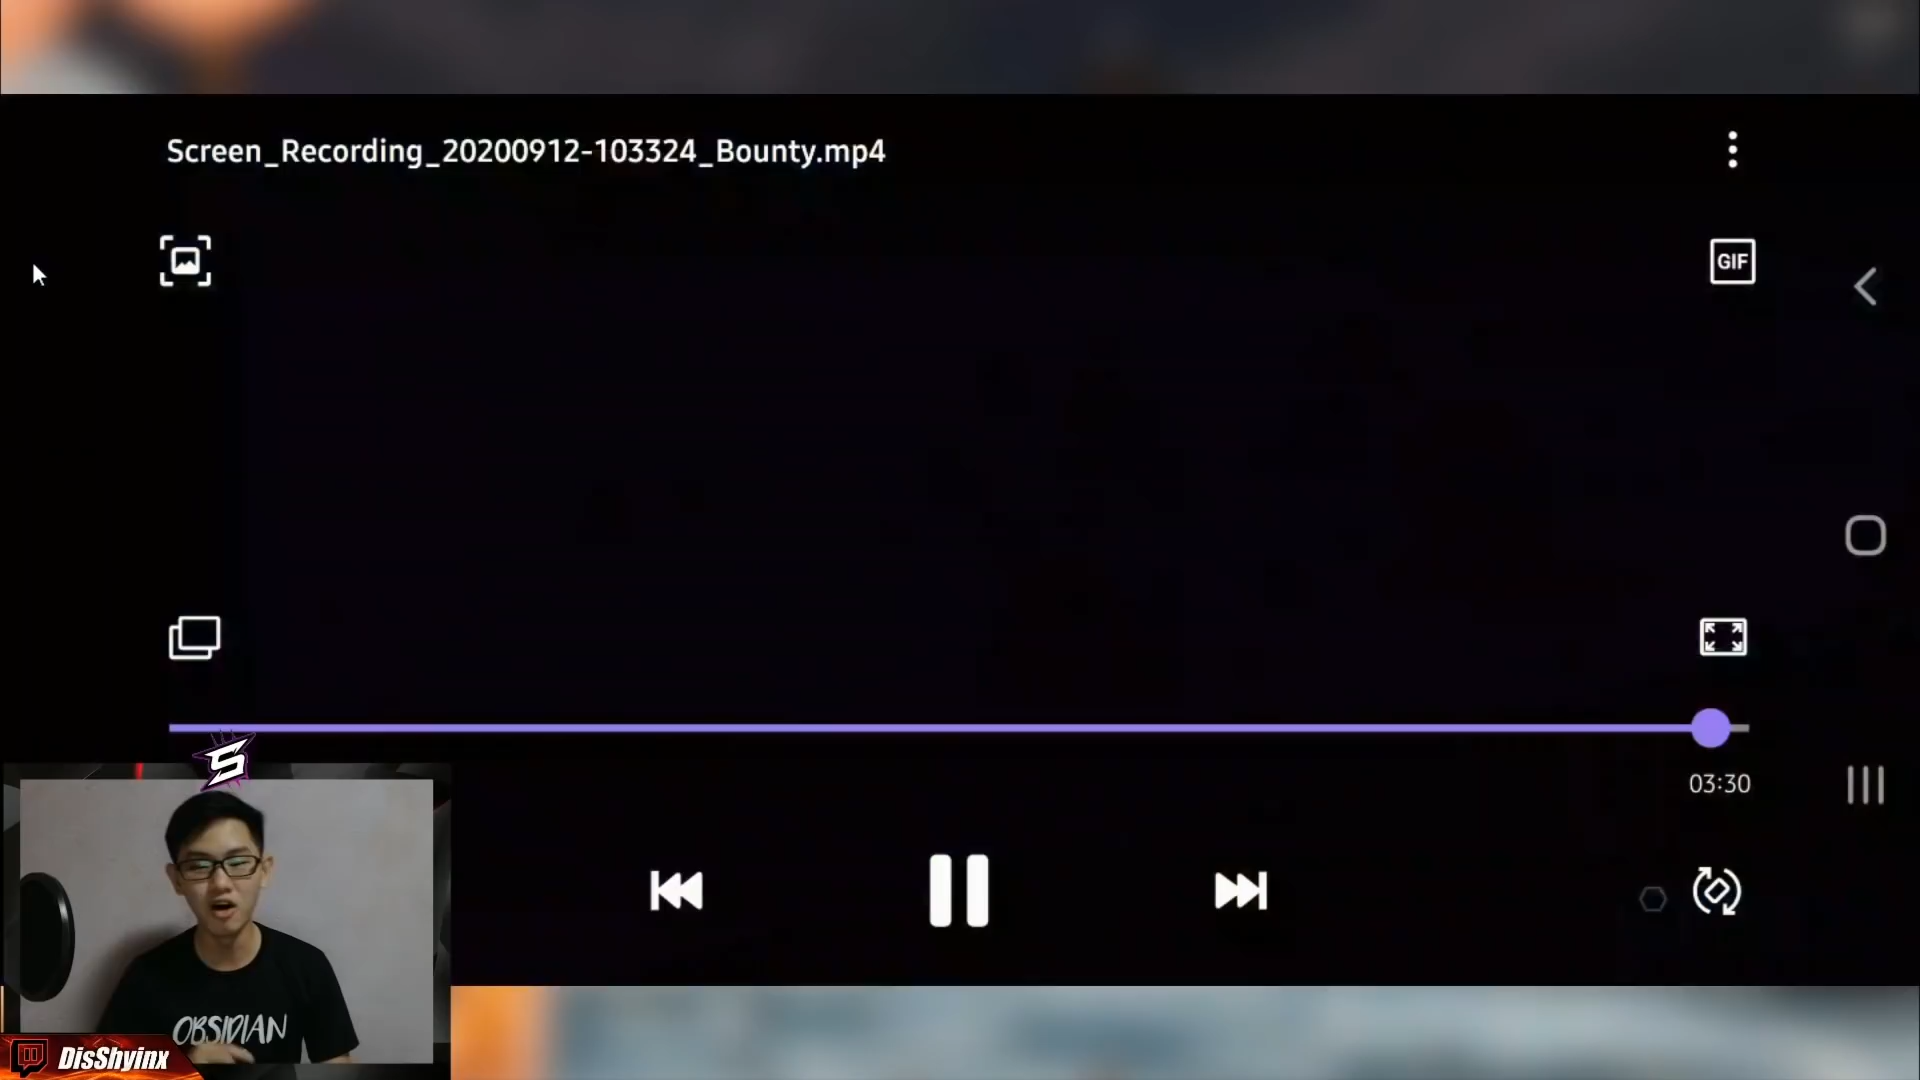 Screen_Recording_20200912-103324_Bounty.mp4
GIF
03:30
S
OBSIDIAN
DisShyinx